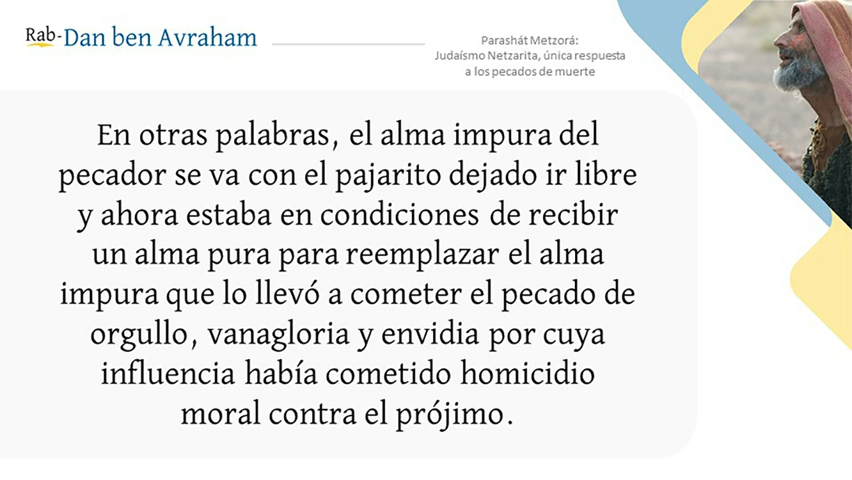 Rab-Dan ben Avraham
Parashát Metzorá:
Judaísmo Netzarita, única respuesta
a los pecados de muerte
En otras palabras, el alma impura del
pecador se va con el pajarito dejado ir libre
y ahora estaba en condiciones de recibir
un alma pura para reemplazar el alma
impura que lo llevó a cometer el pecado de
orgullo, vanagloria y envidia por cuya
influencia había cometido homicidio
moral contra el prójimo.